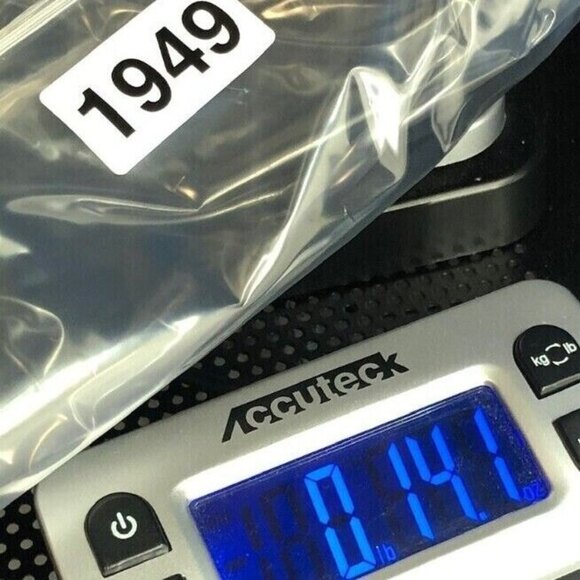 1949
Accuteck
kg lb
0 14.1
lb oz